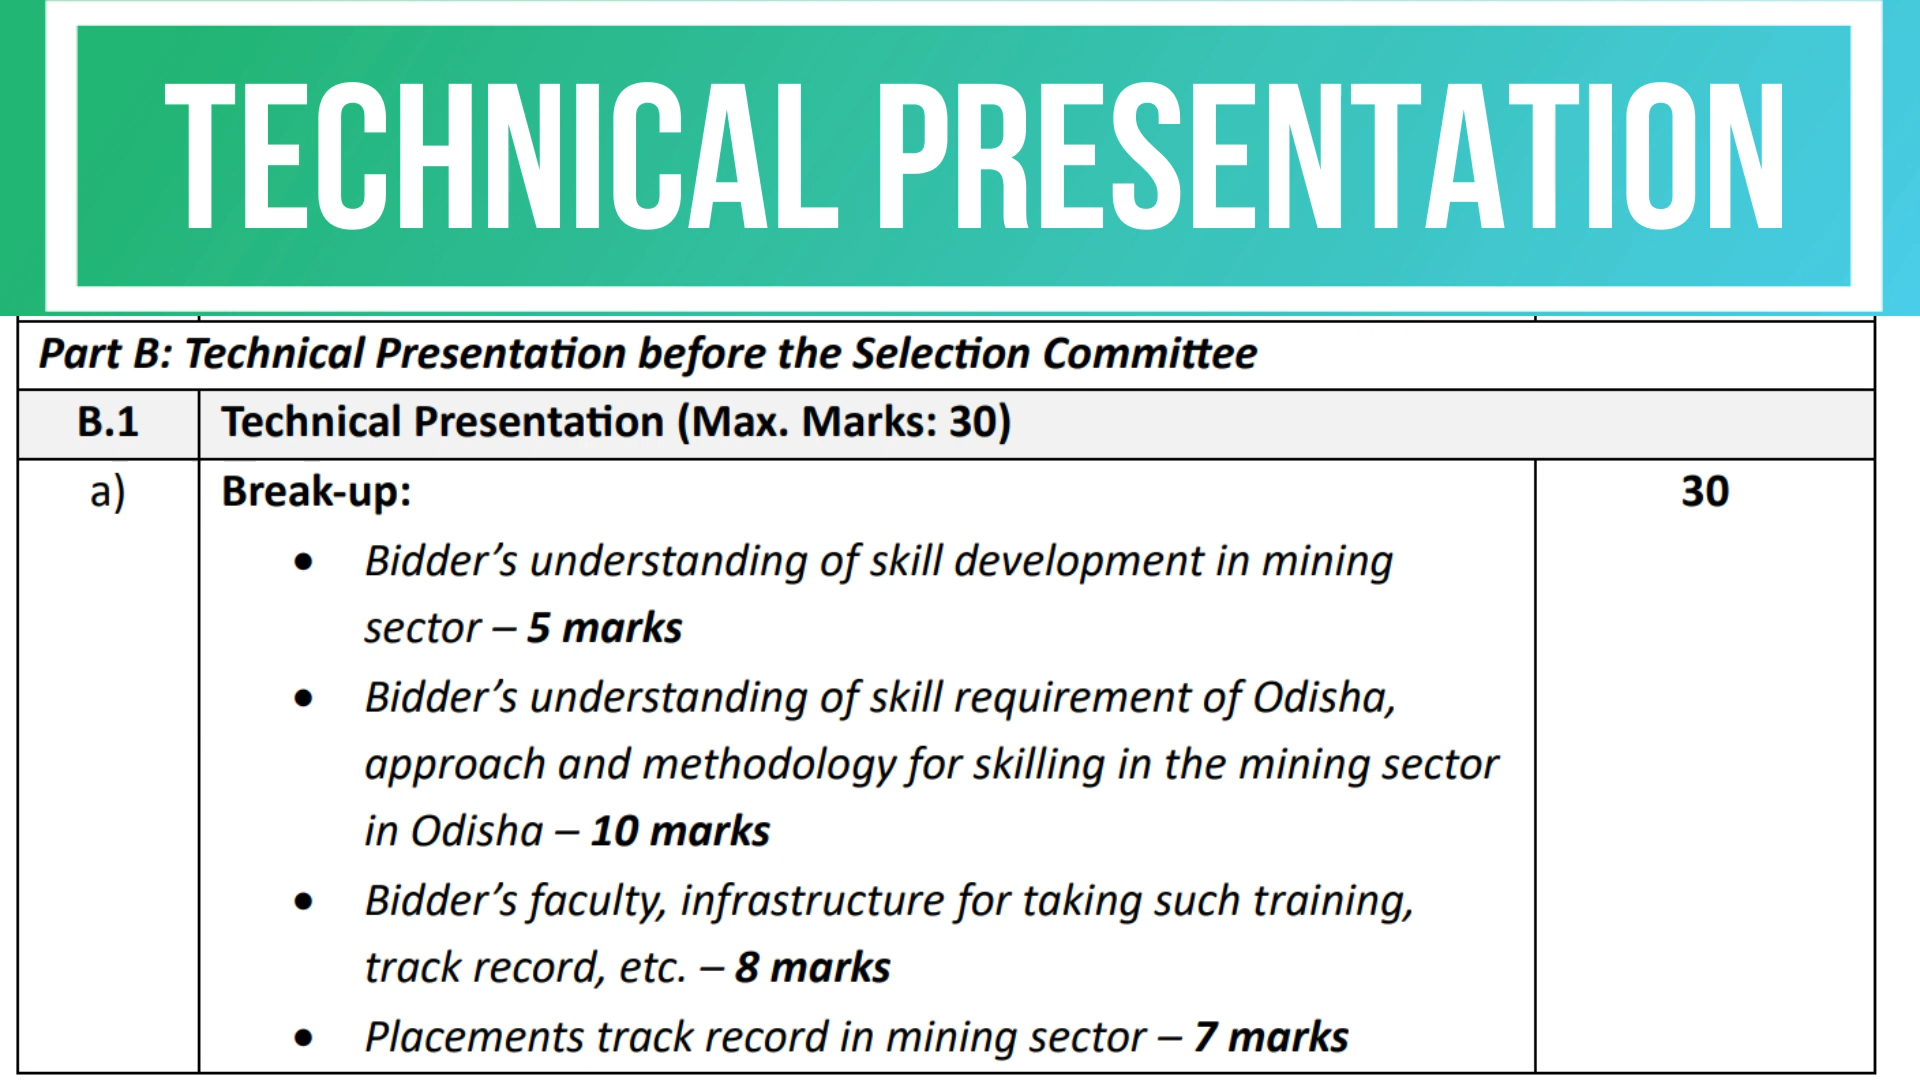 TECHNICAL PRESENTATION
Part B: Technical Presentation before the Selection Committee
B.1 Technical Presentation (Max. Marks: 30)
a) Break-up: 30
• Bidder’s understanding of skill development in mining
sector – 5 marks
• Bidder’s understanding of skill requirement of Odisha,
approach and methodology for skilling in the mining sector
in Odisha – 10 marks
• Bidder’s faculty, infrastructure for taking such training,
track record, etc. – 8 marks
• Placements track record in mining sector – 7 marks